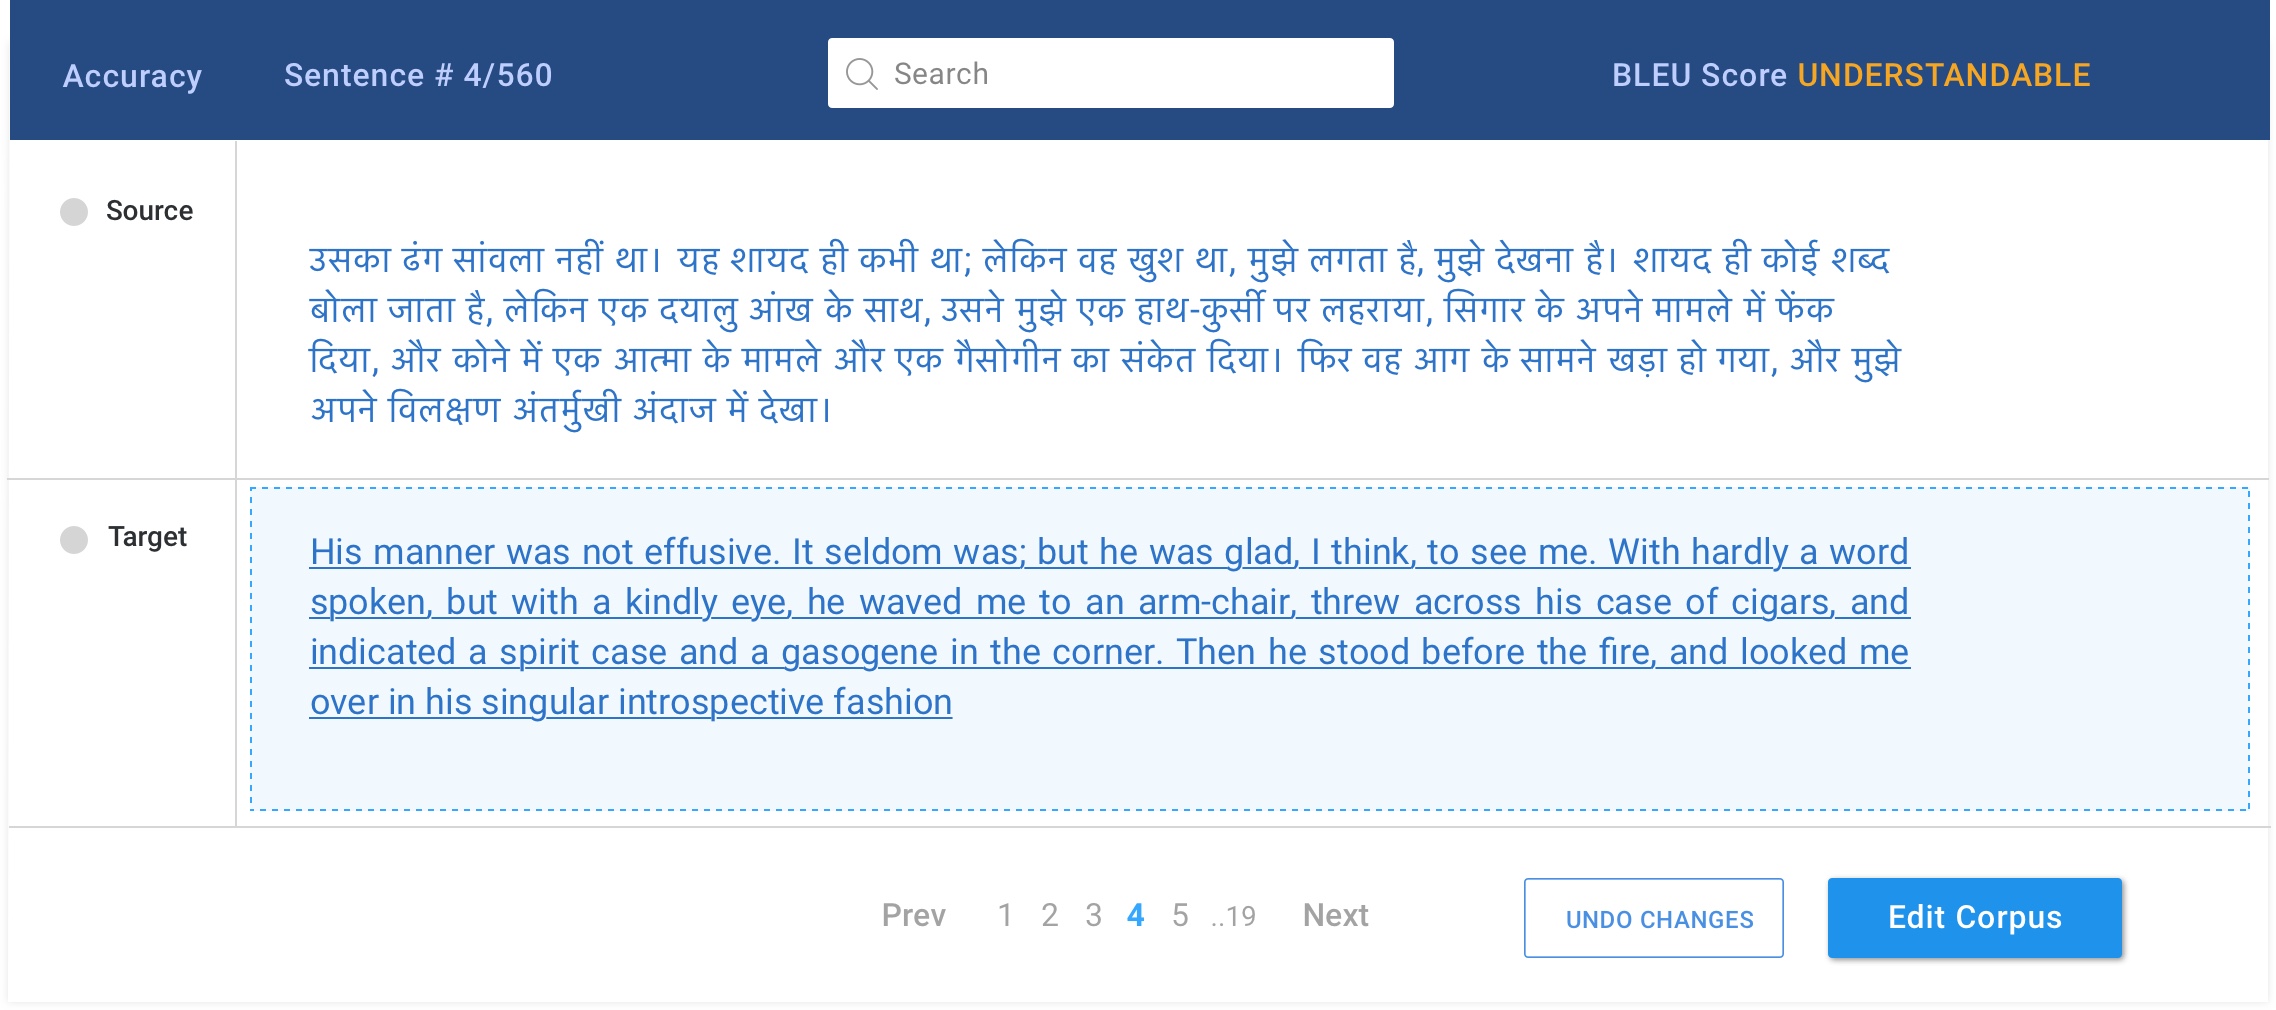 Accuracy
Sentence # 4/560
Search
BLEU Score UNDERSTANDABLE
Source
उसका ढंग सांवला नहीं था। यह शायद ही कभी था; लेकिन वह खुश था, मुझे लगता है, मुझे देखना है। शायद ही कोई शब्द
बोला जाता है, लेकिन एक दयालु आंख के साथ, उसने मुझे एक हाथ-कुर्सी पर लहराया, सिगार के अपने मामले में फेंक
दिया, और कोने में एक आत्मा के मामले और एक गैसोगीन का संकेत दिया। फिर वह आग के सामने खड़ा हो गया, और मुझे
अपने विलक्षण अंतर्मुखी अंदाज में देखा।
Target
His manner was not effusive. It seldom was; but he was glad, I think, to see me. With hardly a word
spoken, but with a kindly eye, he waved me to an arm-chair, threw across his case of cigars, and
indicated a spirit case and a gasogene in the corner. Then he stood before the fire, and looked me
over in his singular introspective fashion
Prev 1 2 3 4 5 ..19 Next
UNDO CHANGES
Edit Corpus